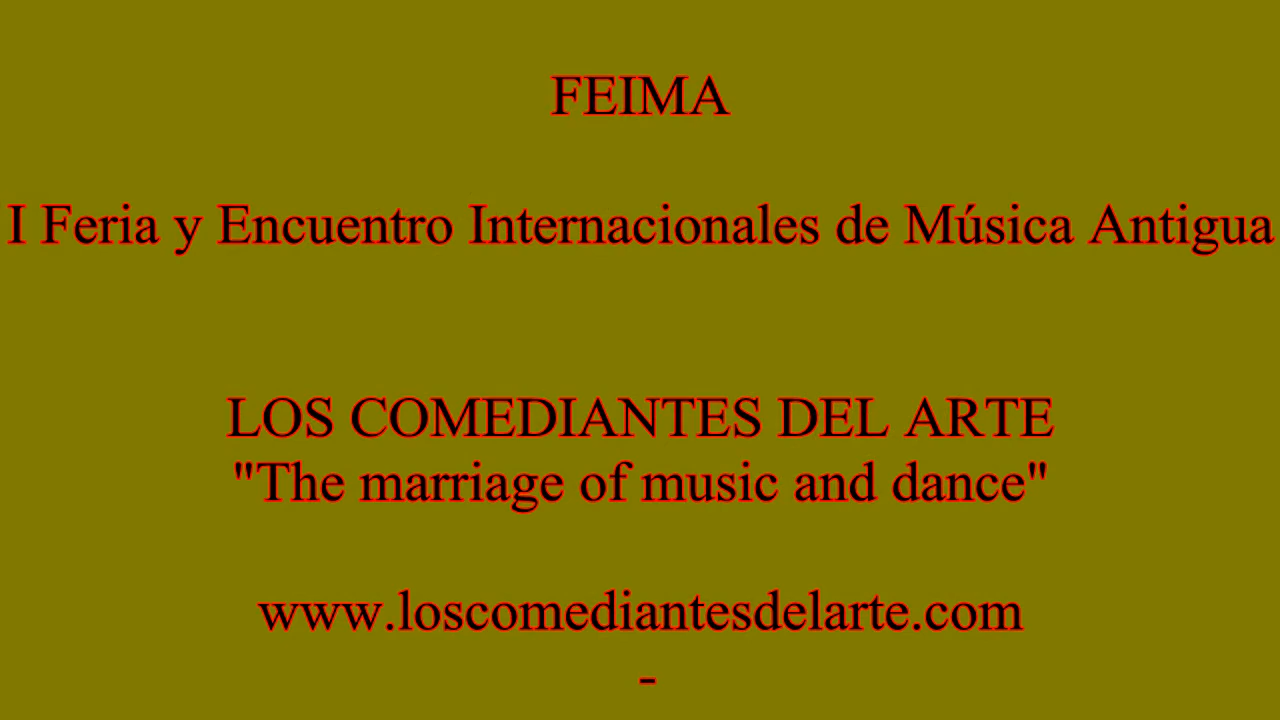 FEIMA
I Feria y Encuentro Internacionales de Música Antigua
LOS COMEDIANTES DEL ARTE
"The marriage of music and dance"
www.loscomediantesdelarte.com
-